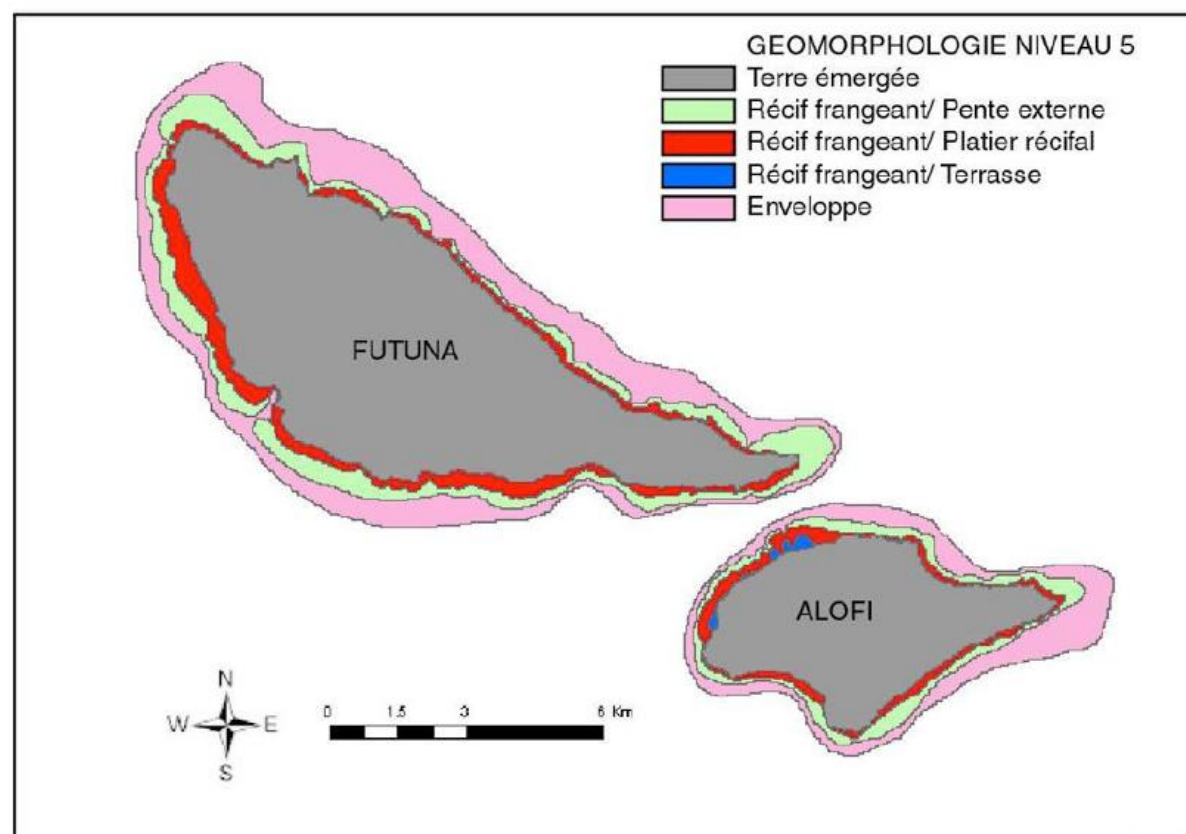 GEOMORPHOLOGIE NIVEAU 5
Terre émergée
Récif frangeant/ Pente externe
Récif frangeant/ Platier récifal
Récif frangeant/ Terrasse
Enveloppe
FUTUNA
ALOFI
N
W E
S
0 1.5 3 6 Km